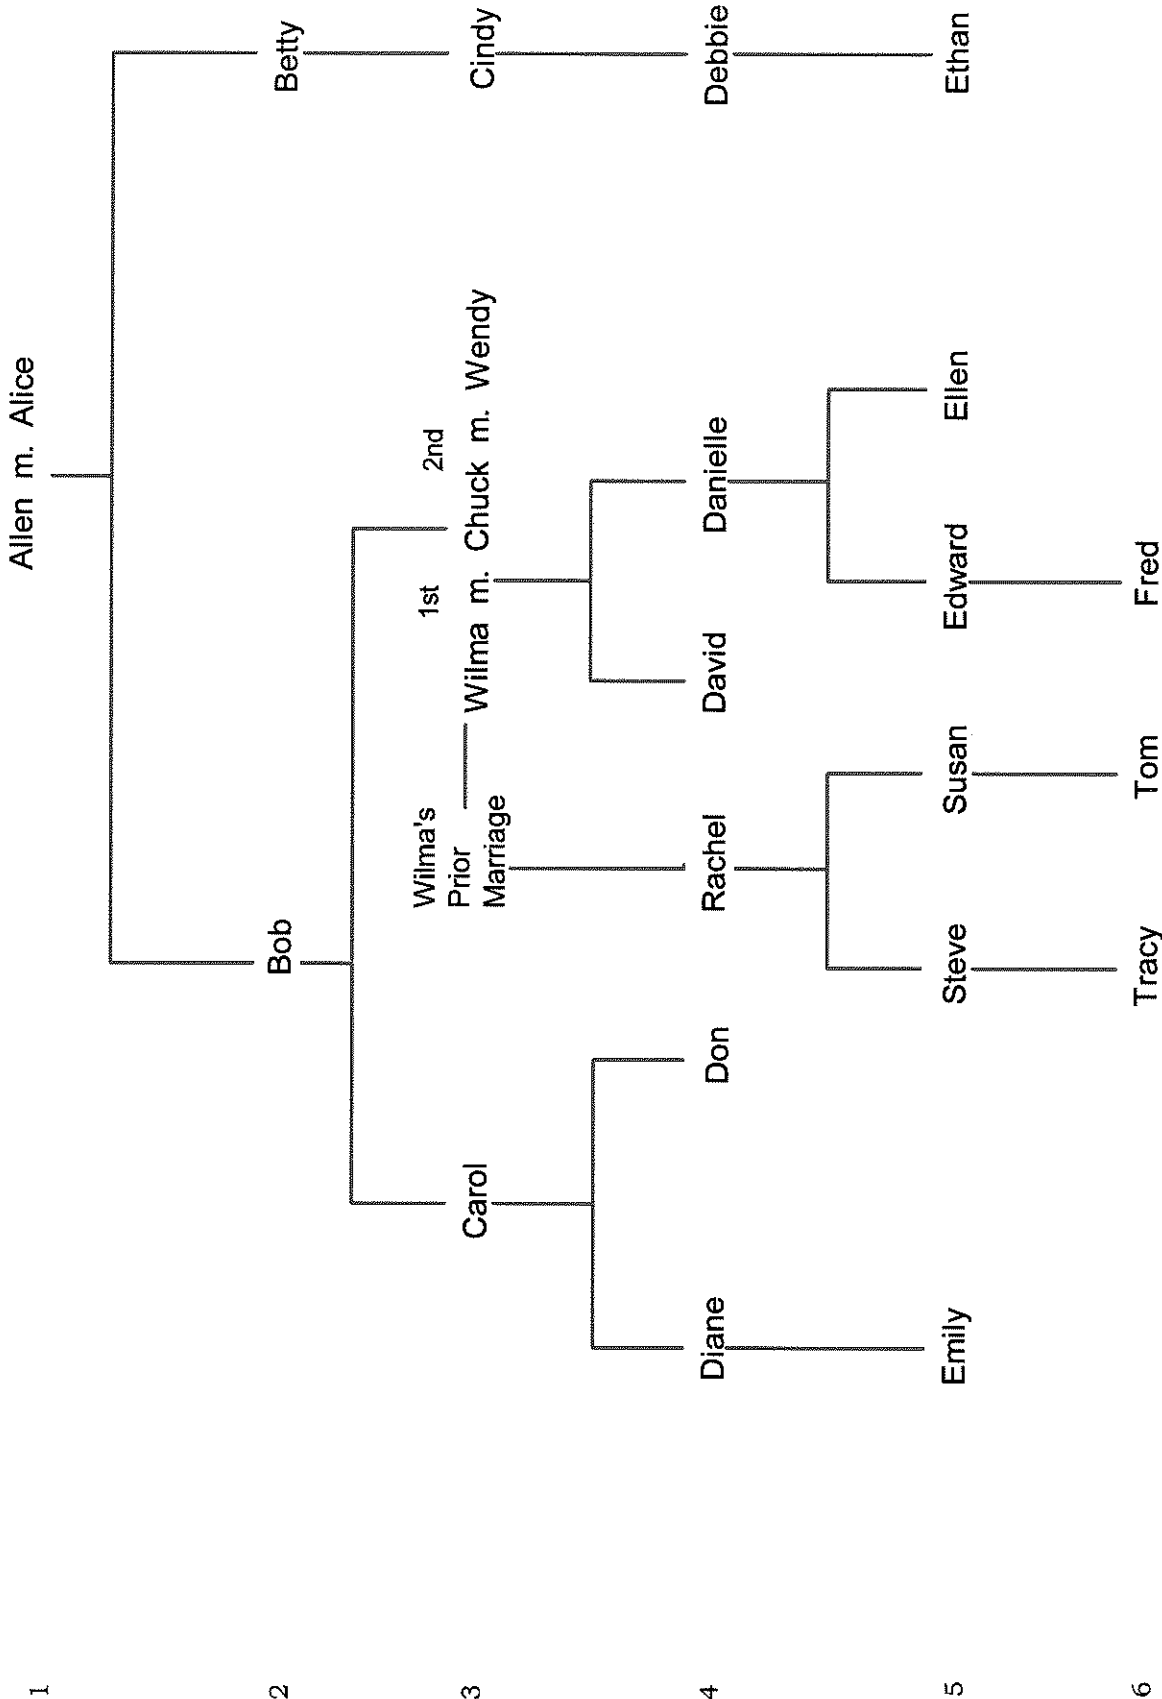 1 Allen m. Alice
2 Bob Betty
1st 2nd
Wilma's
Prior
Marriage
3 Carol Wilma m. Chuck m. Wendy Cindy
4 Diane Don Rachel David Danielle Debbie
5 Emily Steve Susan Edward Ellen Ethan
6 Tracy Tom Fred